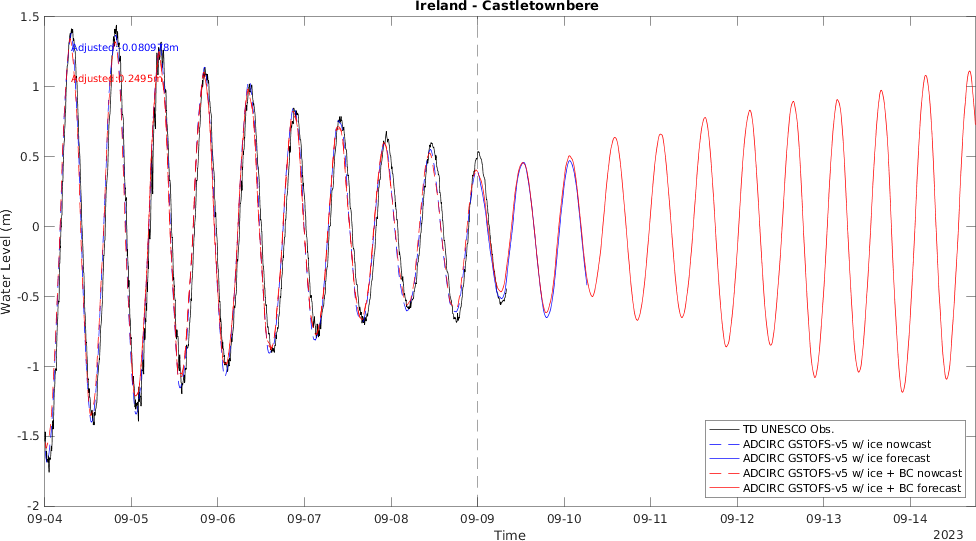 Ireland - Castletownbere
1.5
1
0.5
0
-0.5
-1
-1.5
-2
Water Level (m)
Adjusted:-0.080978m
Adjusted:0.2495m
TD UNESCO Obs.
ADCIRC GSTOFS-v5 w/ ice nowcast
ADCIRC GSTOFS-v5 w/ ice forecast
ADCIRC GSTOFS-v5 w/ ice + BC nowcast
ADCIRC GSTOFS-v5 w/ ice + BC forecast
09-04 09-05 09-06 09-07 09-08 09-09 09-10 09-11 09-12 09-13 09-14
Time
2023